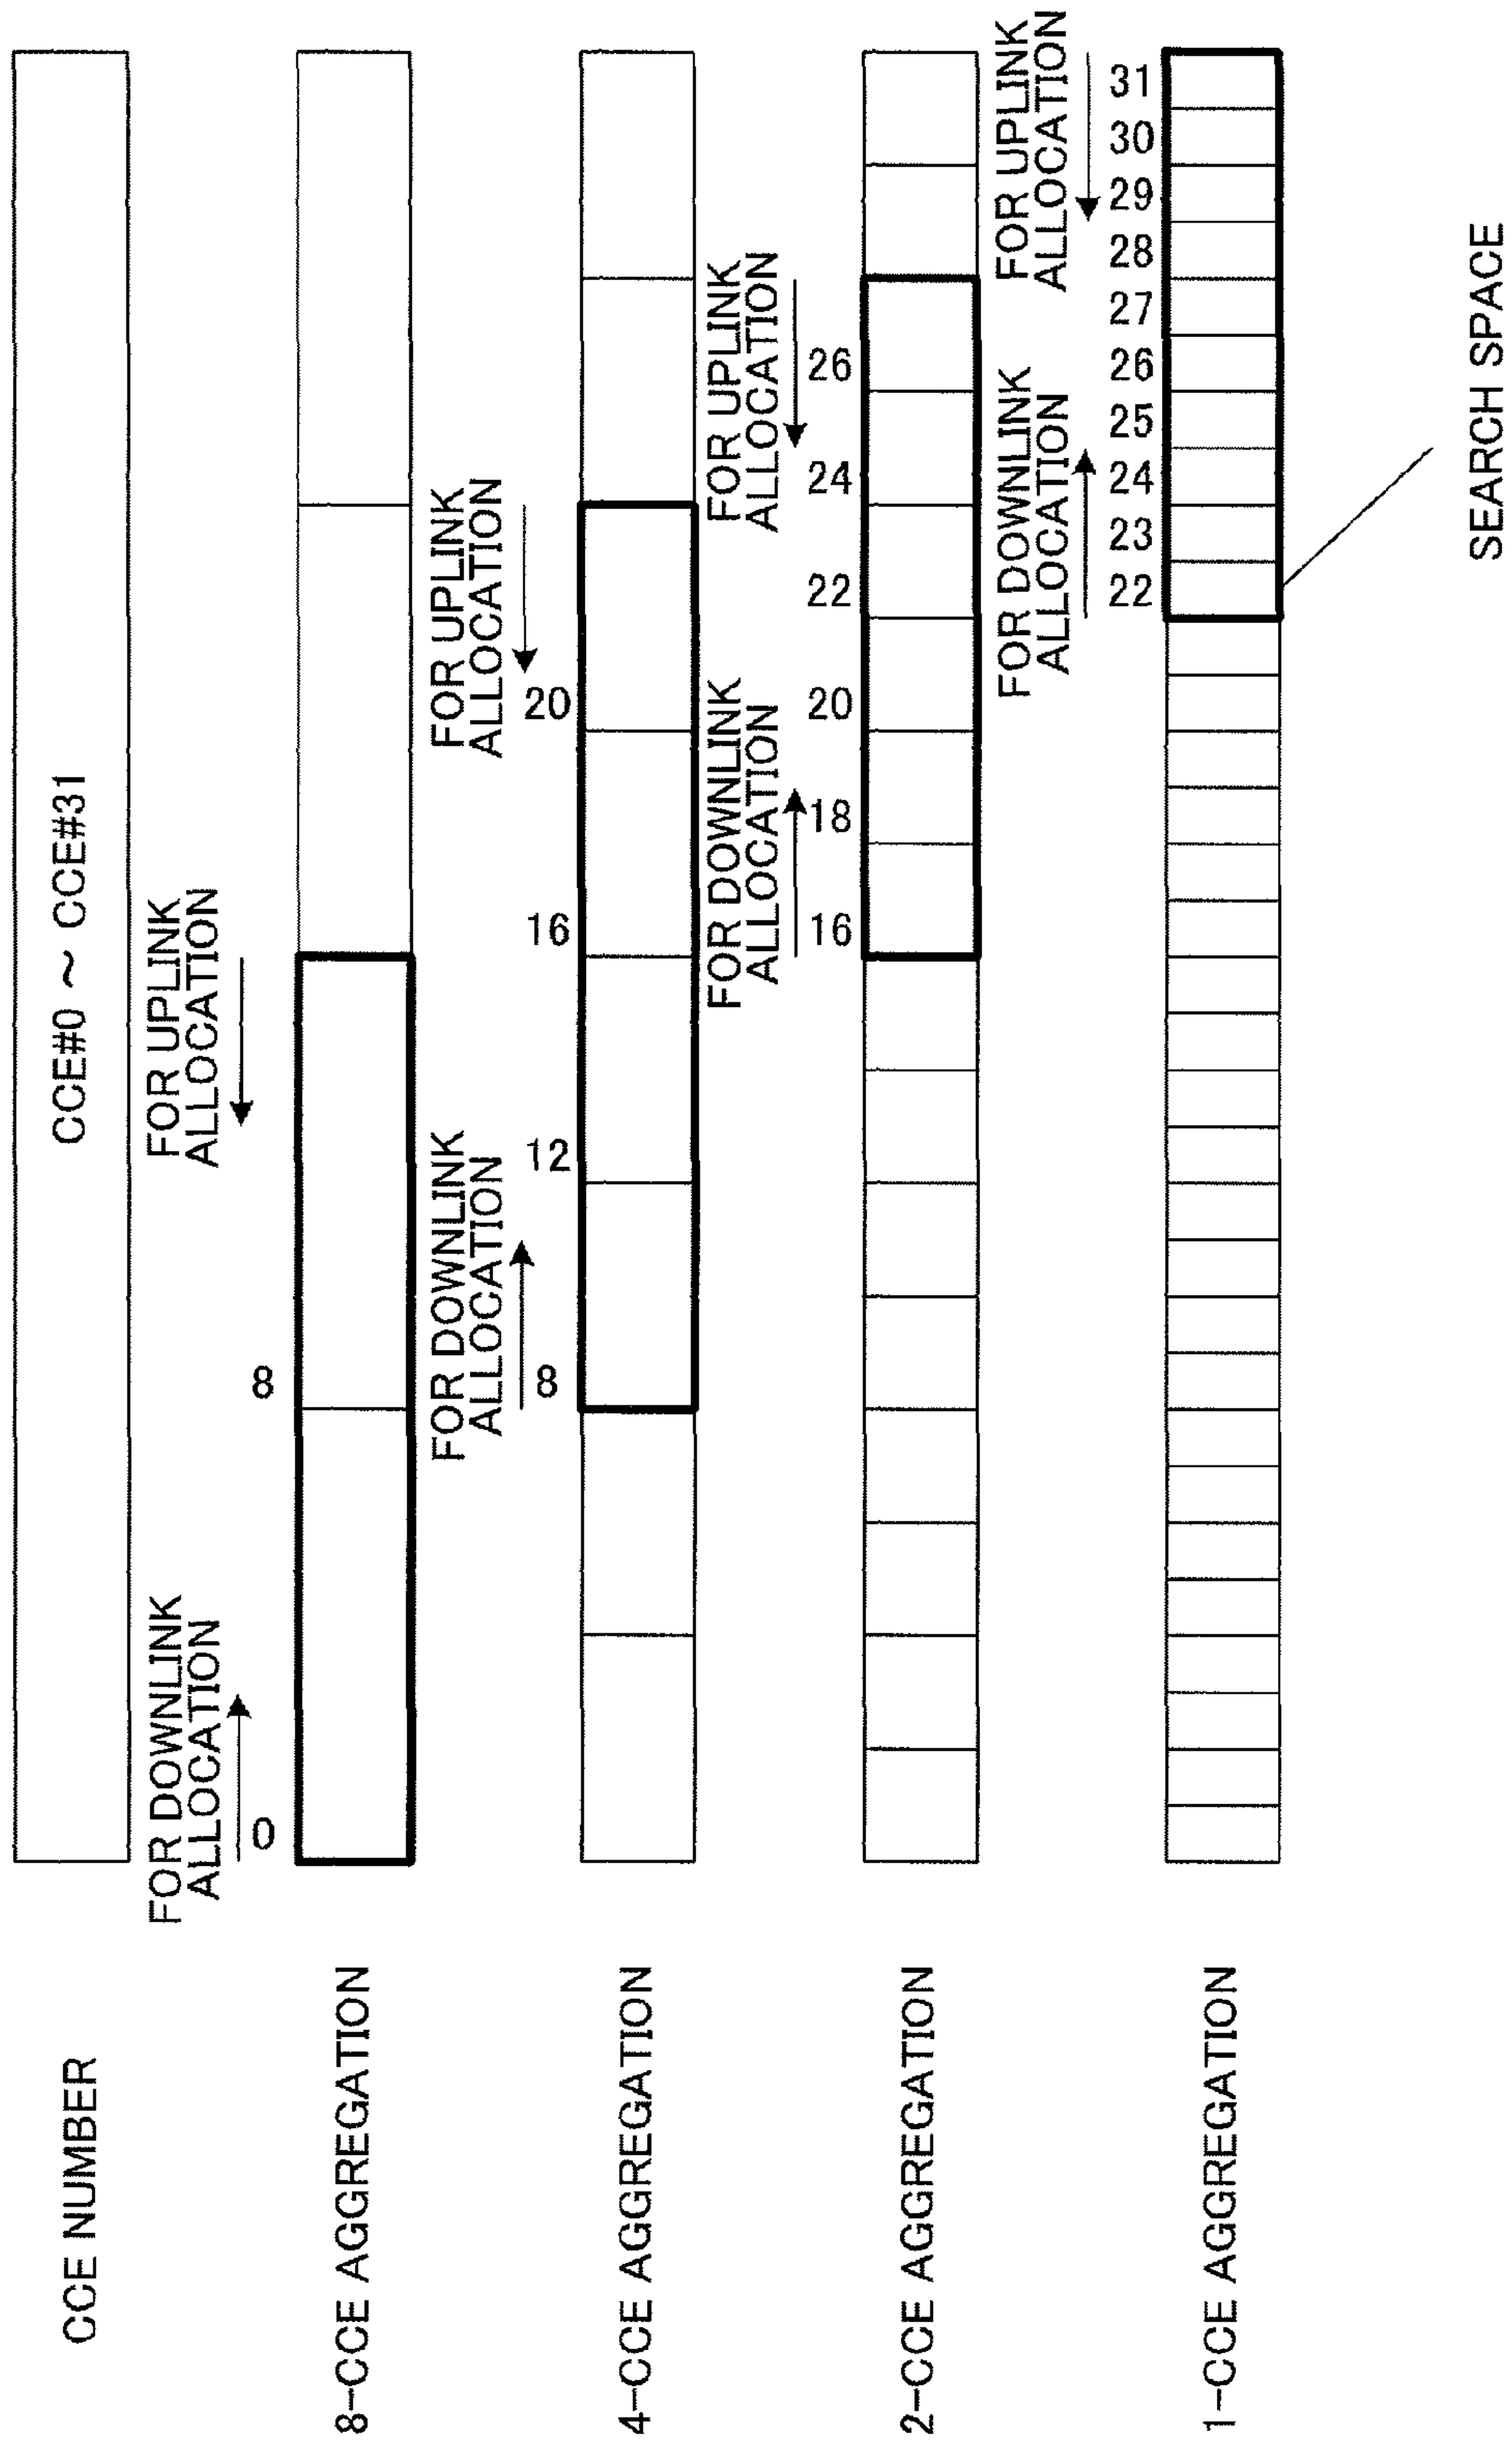 CCE NUMBER
CCE#0 ~ CCE#31
FOR DOWNLINK
ALLOCATION
FOR UPLINK
ALLOCATION
0
8
8-CCE AGGREGATION
FOR DOWNLINK
ALLOCATION
FOR UPLINK
ALLOCATION
8
12
16
20
4-CCE AGGREGATION
FOR DOWNLINK
ALLOCATION
FOR UPLINK
ALLOCATION
16
18
20
22
24
26
2-CCE AGGREGATION
FOR DOWNLINK
ALLOCATION
FOR UPLINK
ALLOCATION
22
23
24
25
26
27
28
29
30
31
1-CCE AGGREGATION
SEARCH SPACE